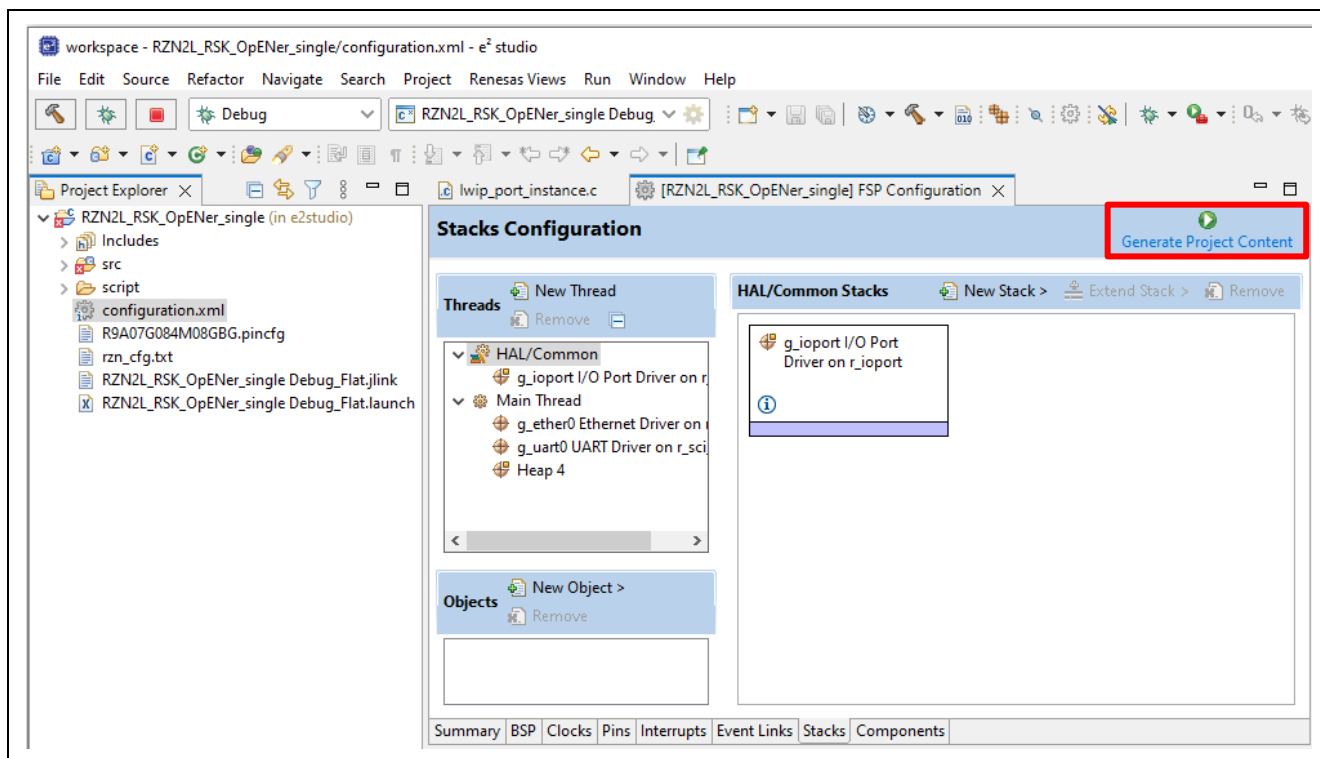 workspace - RZN2L_RSK_OpENer_single/configuration.xml - e² studio
File Edit Source Refactor Navigate Search Project Renesas Views Run Window Help
Debug
RZN2L_RSK_OpENer_single Debug_
Project Explorer
lwip_port_instance.c
[RZN2L_RSK_OpENer_single] FSP Configuration
RZN2L_RSK_OpENer_single (in e2studio)
Includes
src
script
configuration.xml
R9A07G084M08GBG.pincfg
rzn_cfg.txt
RZN2L_RSK_OpENer_single Debug_Flat.jlink
RZN2L_RSK_OpENer_single Debug_Flat.launch
Stacks Configuration
Generate Project Content
Threads
New Thread
Remove
HAL/Common
g_ioport I/O Port Driver on r_
Main Thread
g_ether0 Ethernet Driver on r
g_uart0 UART Driver on r_sci_
Heap 4
Objects
New Object >
Remove
HAL/Common Stacks
New Stack >
Extend Stack >
Remove
g_ioport I/O Port
Driver on r_ioport
Summary BSP Clocks Pins Interrupts Event Links Stacks Components